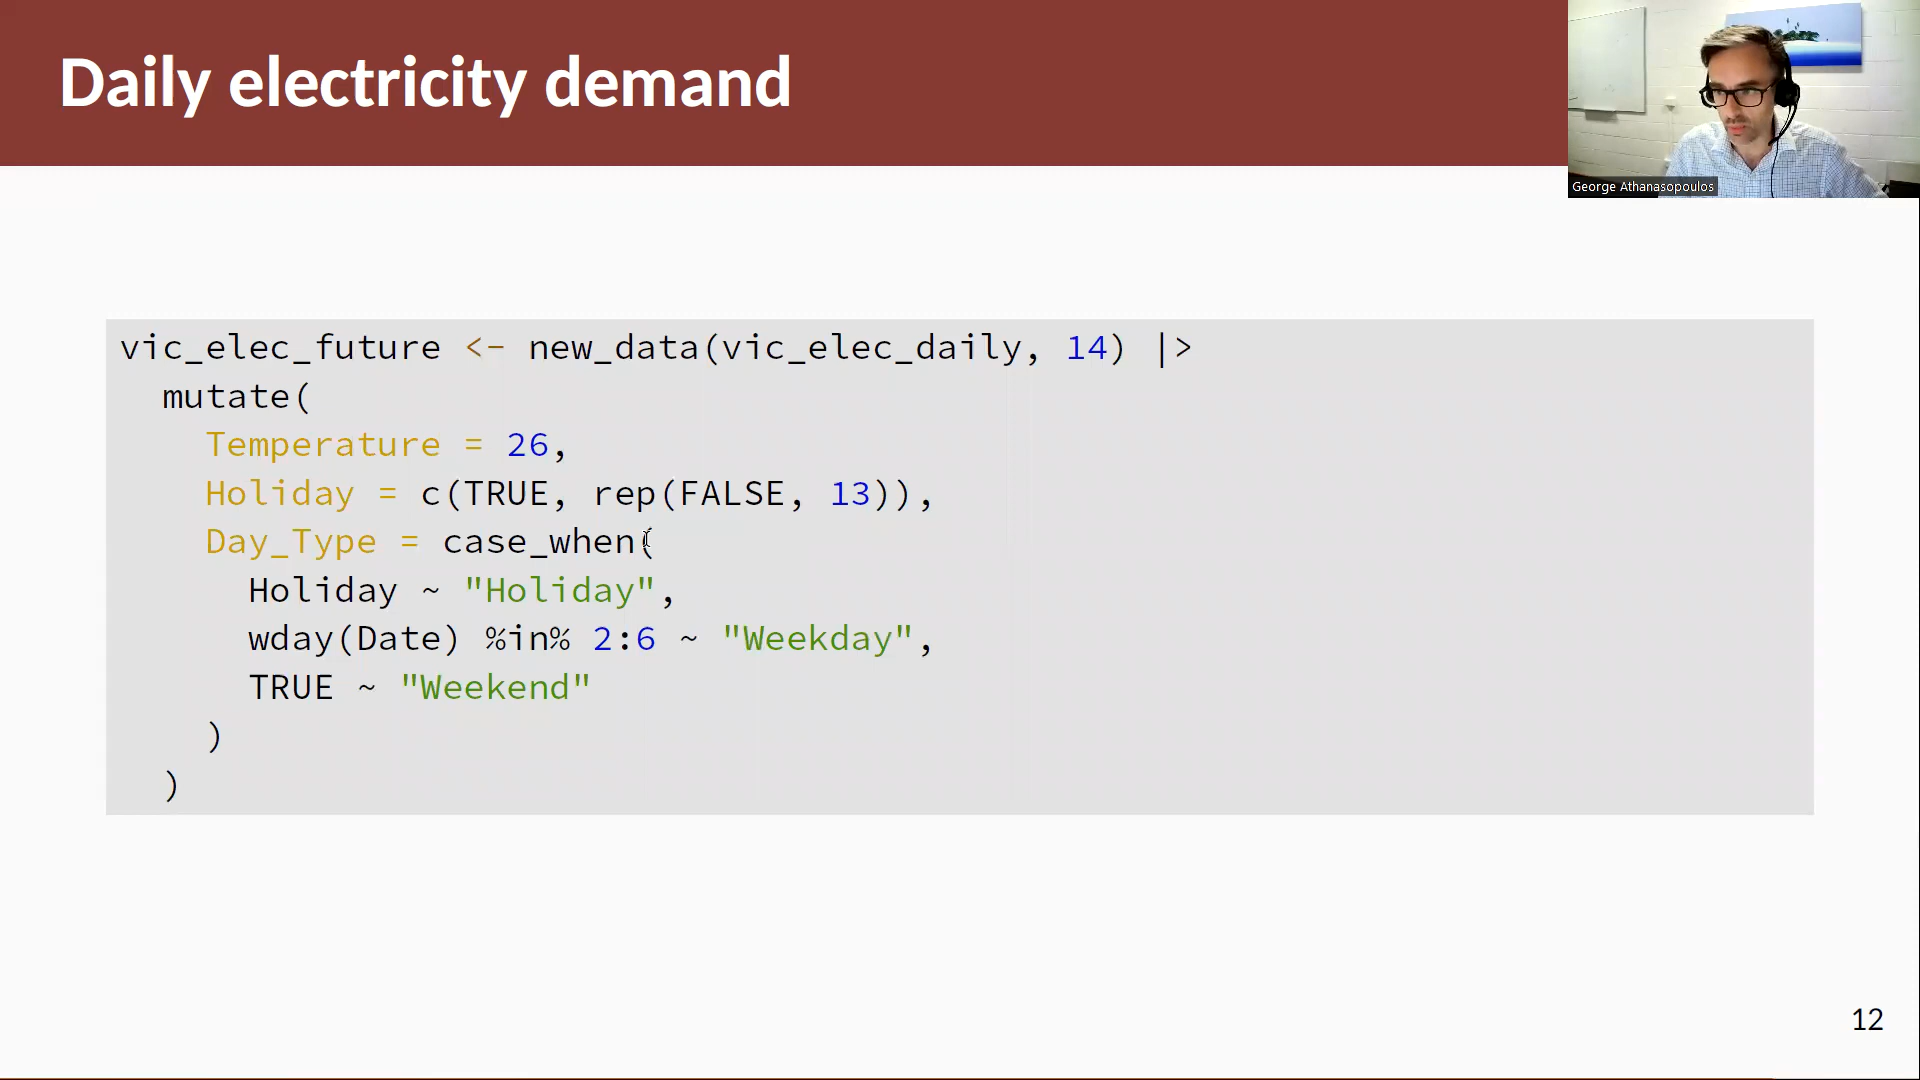 Daily electricity demand
George Athanasopoulos
vic_elec_future <- new_data(vic_elec_daily, 14) |>
  mutate(
    Temperature = 26,
    Holiday = c(TRUE, rep(FALSE, 13)),
    Day_Type = case_when(
      Holiday ~ "Holiday",
      wday(Date) %in% 2:6 ~ "Weekday",
      TRUE ~ "Weekend"
    )
  )
12